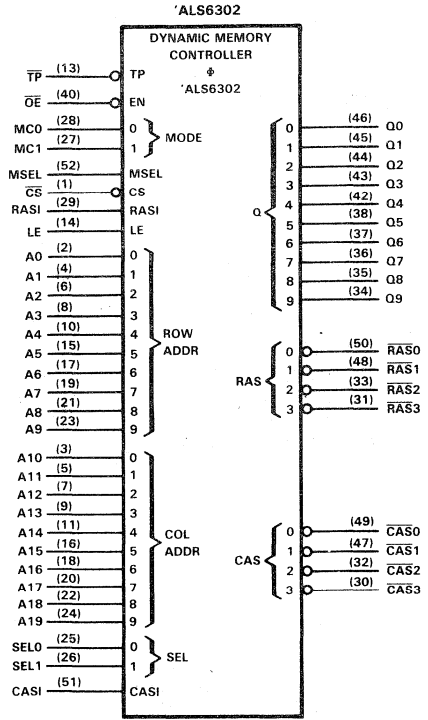 'ALS6302
DYNAMIC MEMORY
CONTROLLER
Φ
'ALS6302
TP (13) TP
OE (40) EN
MC0 (28) 0
MC1 (27) 1
MODE
MSEL (52) MSEL
CS (1) CS
RASI (29) RASI
LE (14) LE
A0 (2) 0
A1 (4) 1
A2 (6) 2
A3 (8) 3
A4 (10) 4
A5 (15) 5
A6 (17) 6
A7 (19) 7
A8 (21) 8
A9 (23) 9
ROW
ADDR
A10 (3) 0
A11 (5) 1
A12 (7) 2
A13 (9) 3
A14 (11) 4
A15 (16) 5
A16 (18) 6
A17 (20) 7
A18 (22) 8
A19 (24) 9
COL
ADDR
SEL0 (25) 0
SEL1 (26) 1
SEL
CASI (51) CASI
Q
0 (46) Q0
1 (45) Q1
2 (44) Q2
3 (43) Q3
4 (42) Q4
5 (38) Q5
6 (37) Q6
7 (36) Q7
8 (35) Q8
9 (34) Q9
RAS
0 (50) RAS0
1 (48) RAS1
2 (33) RAS2
3 (31) RAS3
CAS
0 (49) CAS0
1 (47) CAS1
2 (32) CAS2
3 (30) CAS3